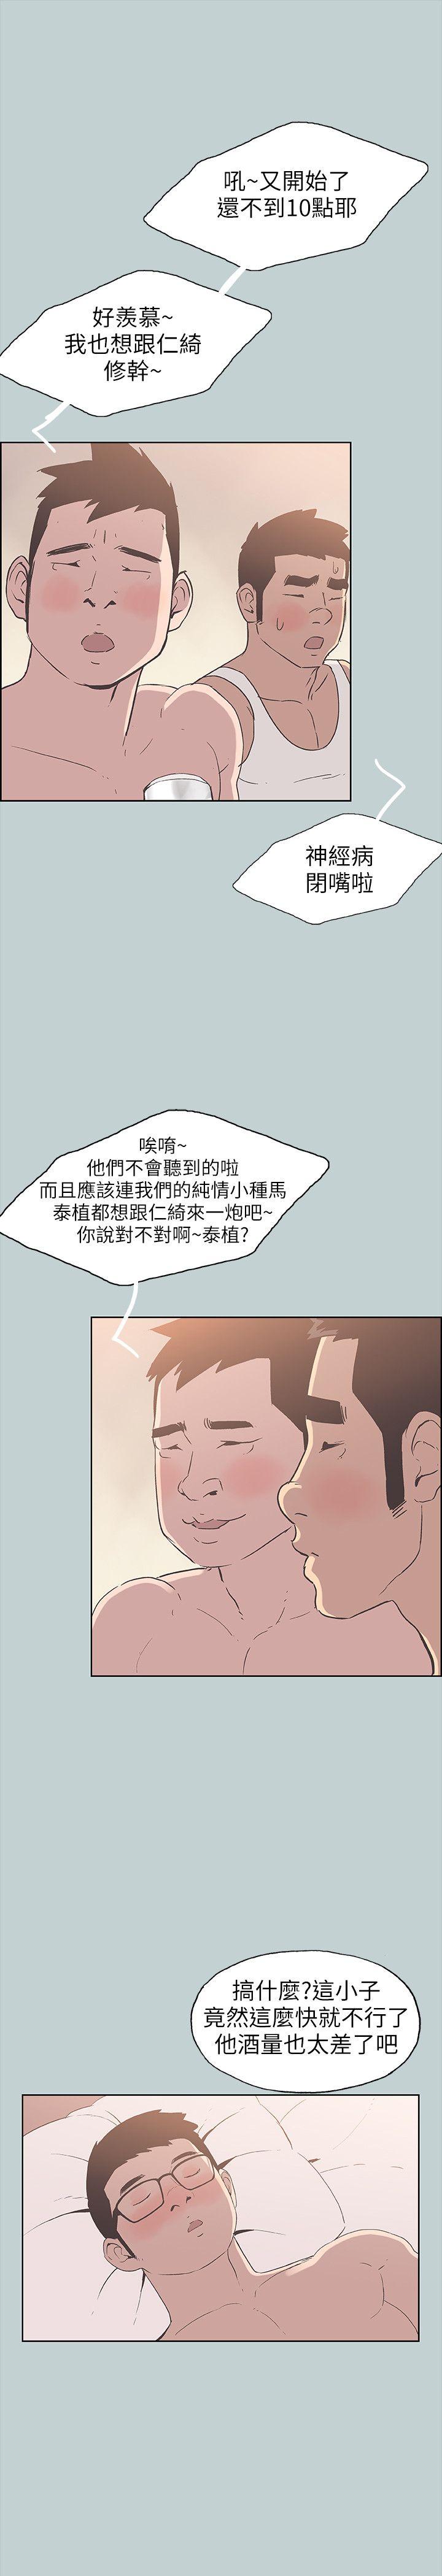 吼~又開始了
還不到10點耶
好羨慕~
我也想跟仁綺
修幹~
神經病
閉嘴啦
唉唷~
他們不會聽到的啦
而且應該連我們的純情小種馬
泰植都想跟仁綺來一炮吧~
你說對不對啊~泰植?
搞什麼?這小子
竟然這麼快就不行了
他酒量也太差了吧